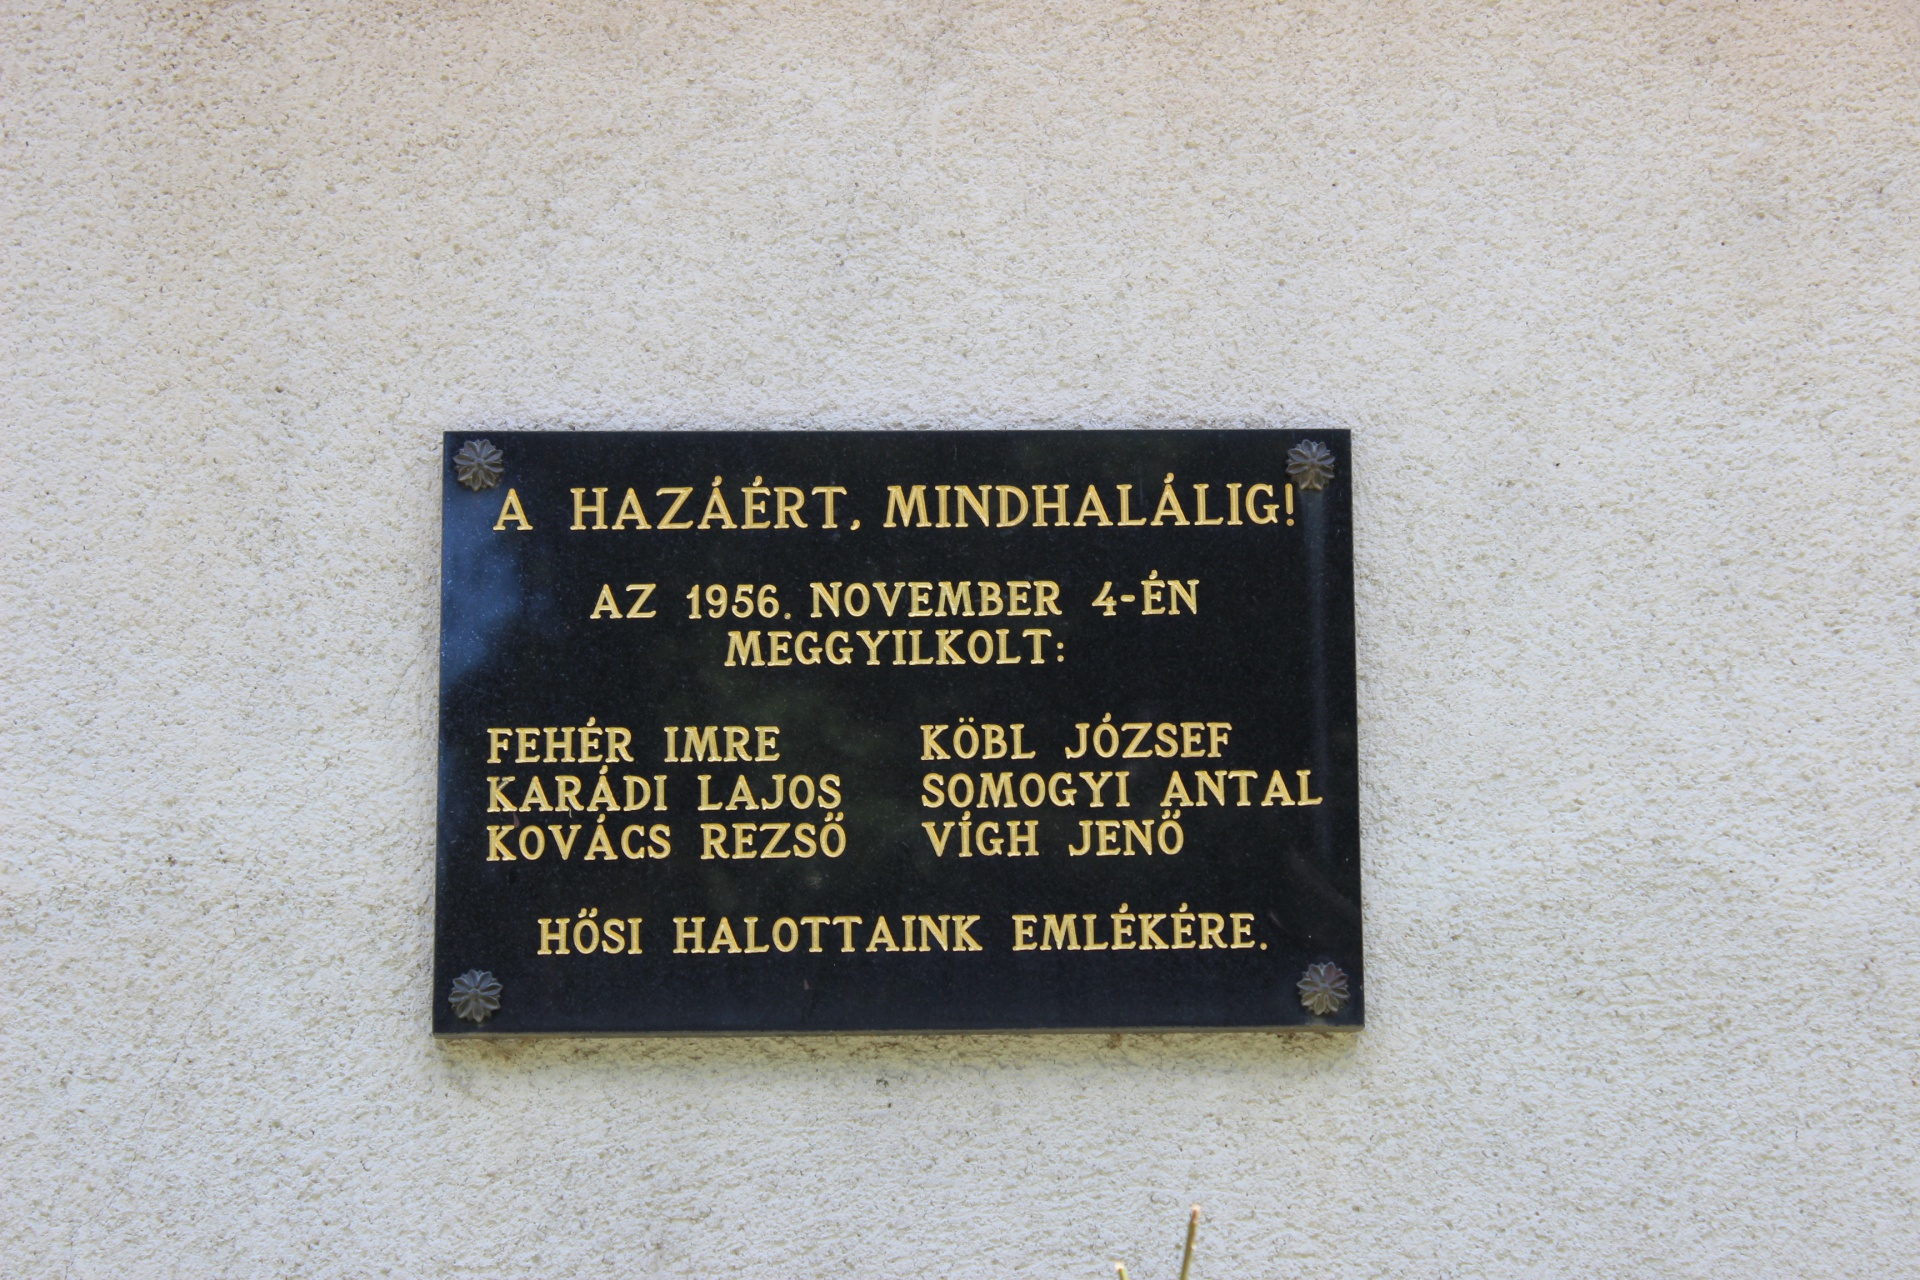 A HAZÁÉRT, MINDHALÁLIG!
AZ 1956. NOVEMBER 4-ÉN
MEGGYILKOLT:
FEHÉR IMRE
KARÁDI LAJOS
KOVÁCS REZSŐ
KÖBL JÓZSEF
SOMOGYI ANTAL
VÍGH JENŐ
HŐSI HALOTTAINK EMLÉKÉRE.